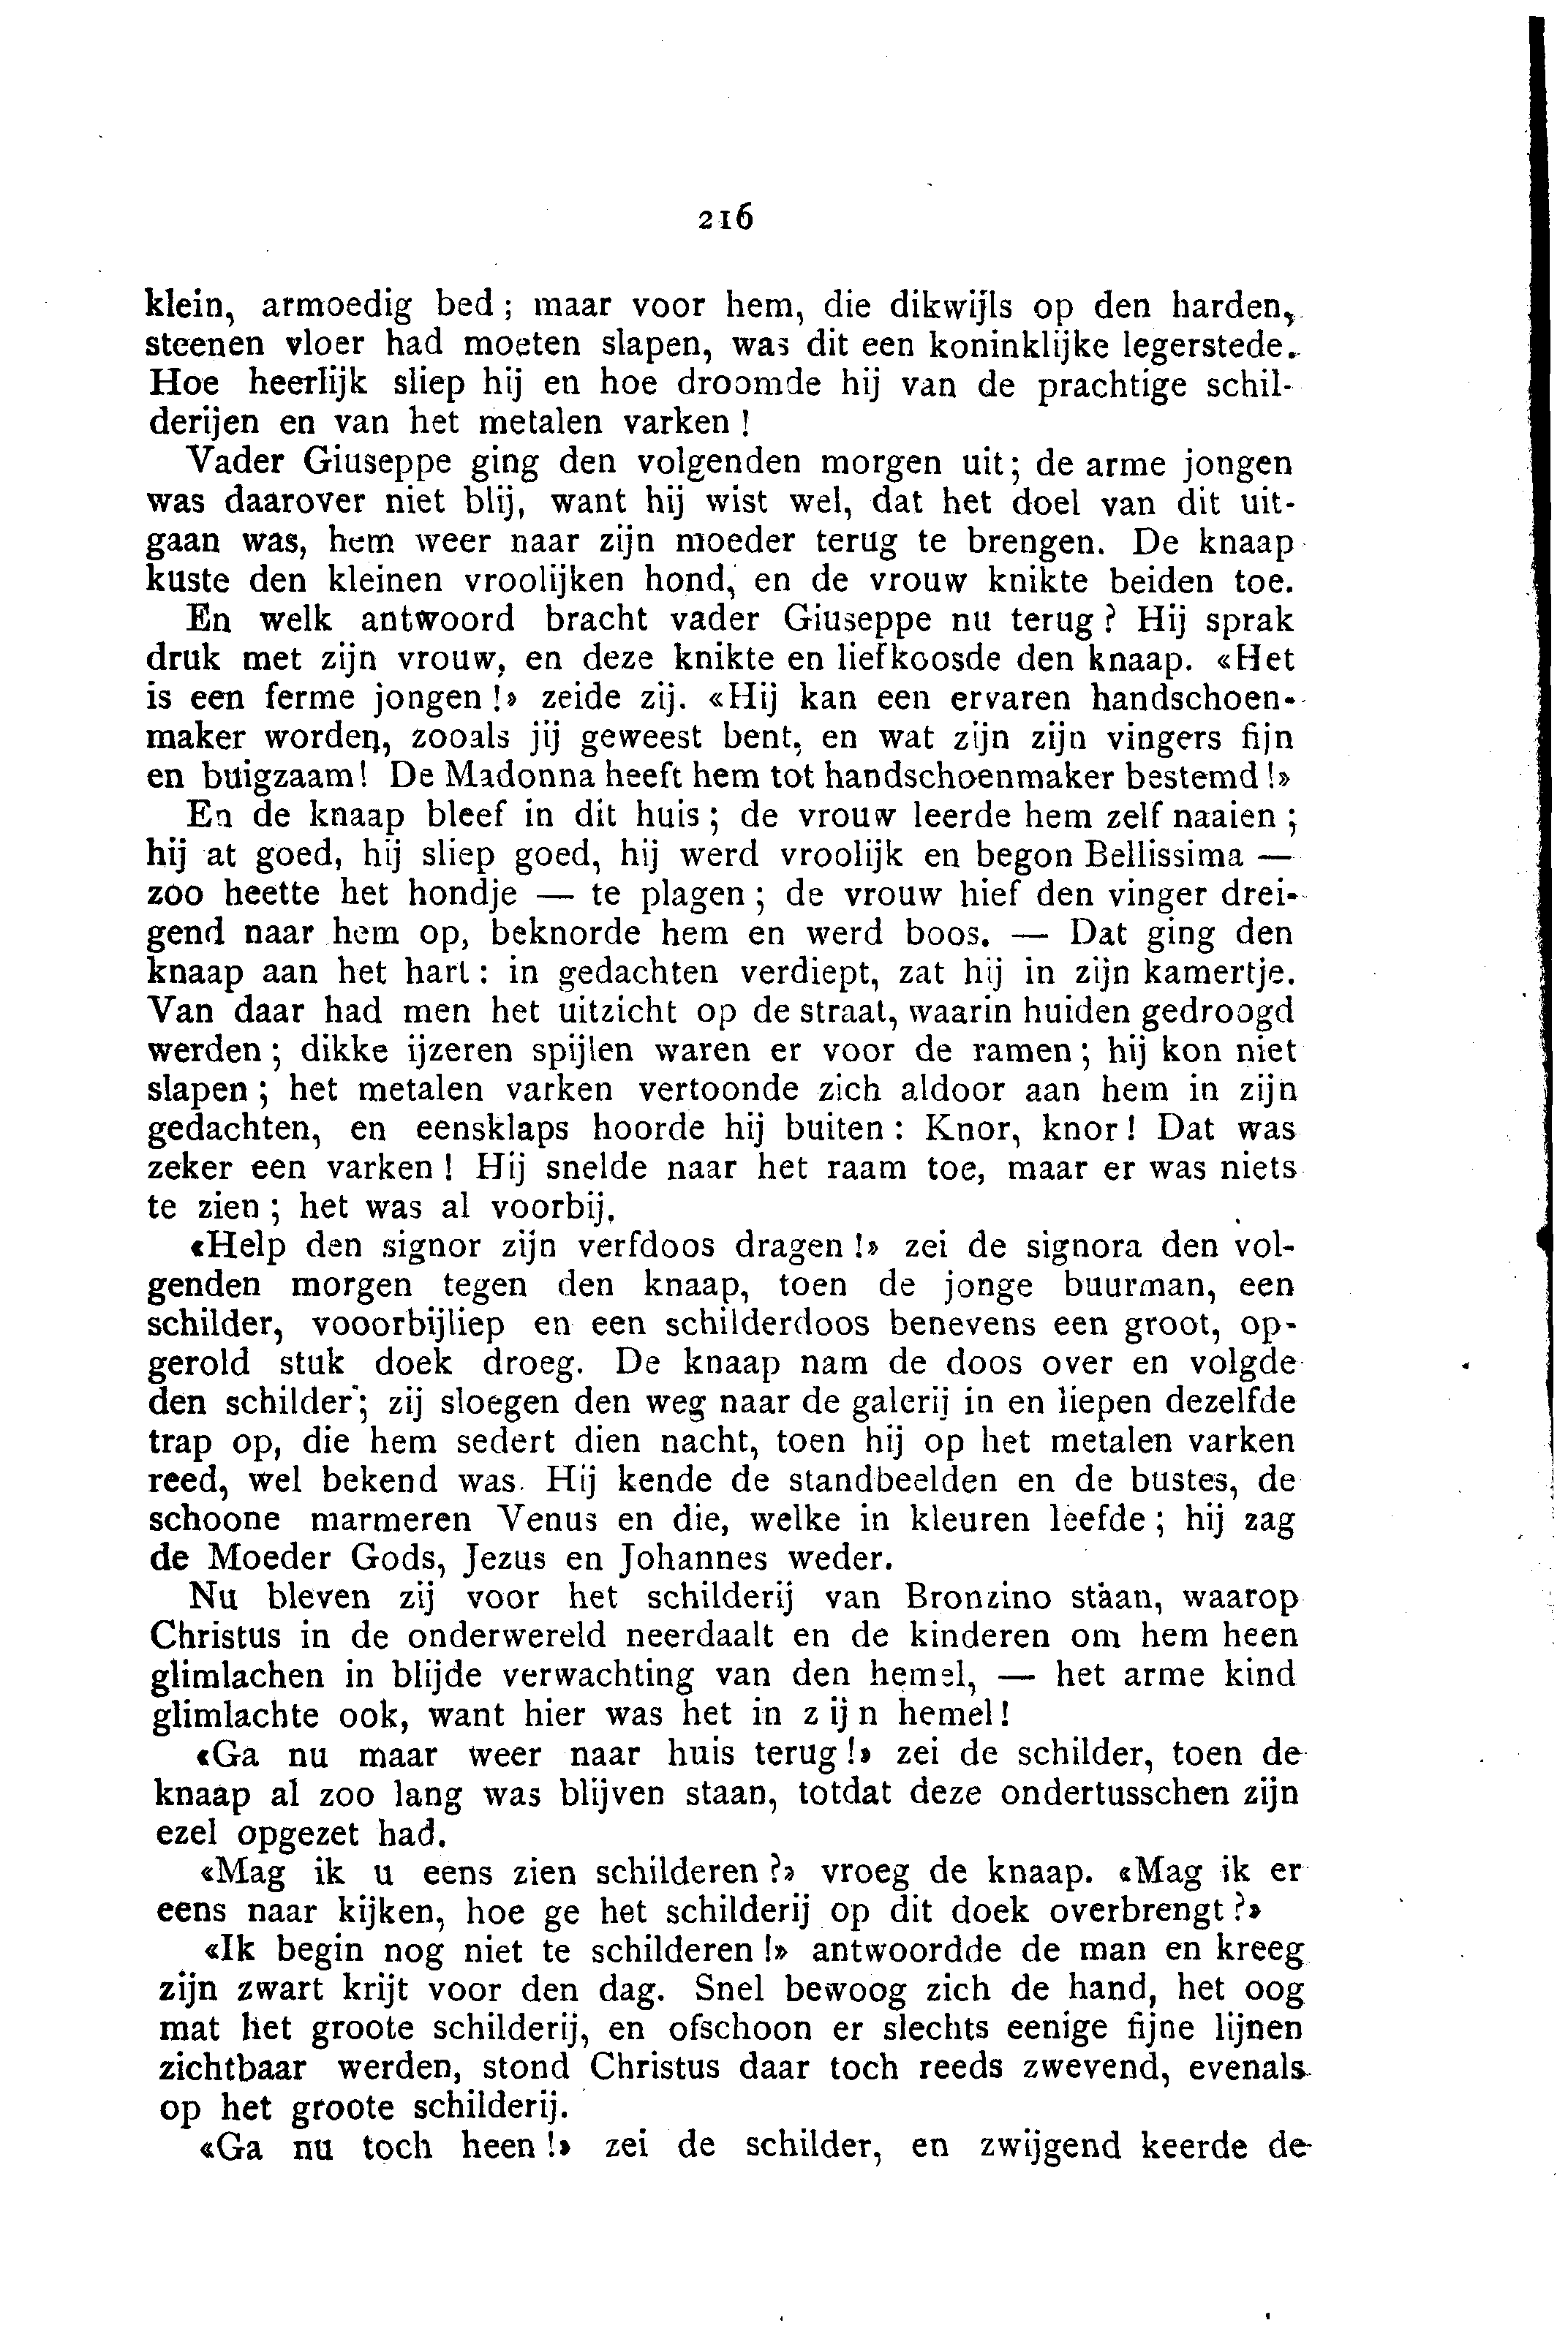 216
klein, armoedig bed ; maar voor hem, die dikwijls op den harden,
steenen vloer had moeten slapen, was dit een koninklijke legerstede.
Hoe heerlijk sliep hij en hoe droomde hij van de prachtige schil-
derijen en van het metalen varken !
Vader Giuseppe ging den volgenden morgen uit ; de arme jongen
was daarover niet blij, want hij wist wel, dat het doel van dit uit-
gaan was, hem weer naar zijn moeder terug te brengen. De knaap
kuste den kleinen vroolijken hond, en de vrouw knikte beiden toe.
En welk antwoord bracht vader Giuseppe nu terug ? Hij sprak
druk met zijn vrouw, en deze knikte en liefkoosde den knaap. «Het
is een ferme jongen !» zeide zij. «Hij kan een ervaren handschoen-
maker worden, zooals jij geweest bent, en wat zijn zijn vingers fijn
en buigzaam! De Madonna heeft hem tot handschoenmaker bestemd !»
En de knaap bleef in dit huis ; de vrouw leerde hem zelf naaien ;
hij at goed, hij sliep goed, hij werd vroolijk en begon Bellissima —
zoo heette het hondje — te plagen ; de vrouw hief den vinger drei-
gend naar hem op, beknorde hem en werd boos. — Dat ging den
knaap aan het hart : in gedachten verdiept, zat hij in zijn kamertje.
Van daar had men het uitzicht op de straat, waarin huiden gedroogd
werden ; dikke ijzeren spijlen waren er voor de ramen ; hij kon niet
slapen ; het metalen varken vertoonde zich aldoor aan hem in zijn
gedachten, en eensklaps hoorde hij buiten : Knor, knor! Dat was
zeker een varken ! Hij snelde naar het raam toe, maar er was niets
te zien ; het was al voorbij.
«Help den signor zijn verfdoos dragen !» zei de signora den vol-
genden morgen tegen den knaap, toen de jonge buurman, een
schilder, vooorbijliep en een schilderdoos benevens een groot, op-
gerold stuk doek droeg. De knaap nam de doos over en volgde
den schilder ; zij sloegen den weg naar de galerij in en liepen dezelfde
trap op, die hem sedert dien nacht, toen hij op het metalen varken
reed, wel bekend was. Hij kende de standbeelden en de bustes, de
schoone marmeren Venus en die, welke in kleuren leefde ; hij zag
de Moeder Gods, Jezus en Johannes weder.
Nu bleven zij voor het schilderij van Bronzino staan, waarop
Christus in de onderwereld neerdaalt en de kinderen om hem heen
glimlachen in blijde verwachting van den hemel, — het arme kind
glimlachte ook, want hier was het in z ij n hemel!
«Ga nu maar weer naar huis terug !» zei de schilder, toen de
knaap al zoo lang was blijven staan, totdat deze ondertusschen zijn
ezel opgezet had.
«Mag ik u eens zien schilderen ?» vroeg de knaap. «Mag ik er
eens naar kijken, hoe ge het schilderij op dit doek overbrengt ?»
«Ik begin nog niet te schilderen !» antwoordde de man en kreeg
zijn zwart krijt voor den dag. Snel bewoog zich de hand, het oog
mat het groote schilderij, en ofschoon er slechts eenige fijne lijnen
zichtbaar werden, stond Christus daar toch reeds zwevend, evenals
op het groote schilderij.
«Ga nu toch heen !» zei de schilder, en zwijgend keerde de